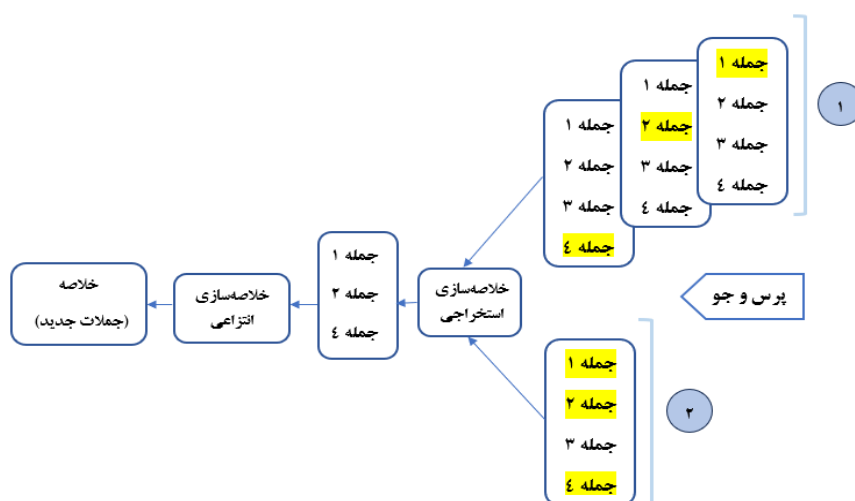 ۱
جمله ۱
جمله ۲
جمله ۳
جمله ٤
جمله ۱
جمله ۲
جمله ۳
جمله ٤
جمله ۱
جمله ۲
جمله ۳
جمله ٤
پرس و جو
۲
جمله ۱
جمله ۲
جمله ۳
جمله ٤
خلاصه‌سازی
استخراجی
جمله ۱
جمله ۲
جمله ٤
خلاصه‌سازی
انتزاعی
خلاصه
(جملات جدید)